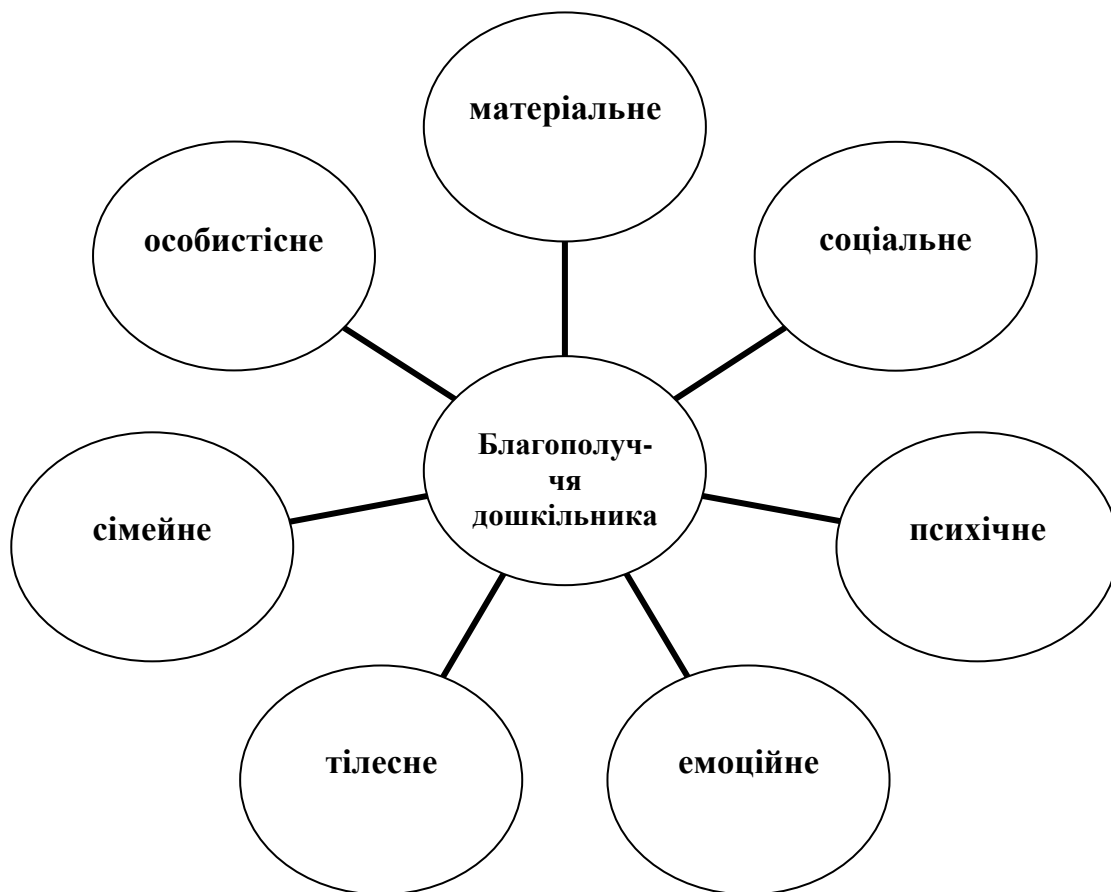 матеріальне
особистісне
соціальне
Благополуч-
чя
дошкільника
сімейне
психічне
тілесне
емоційне